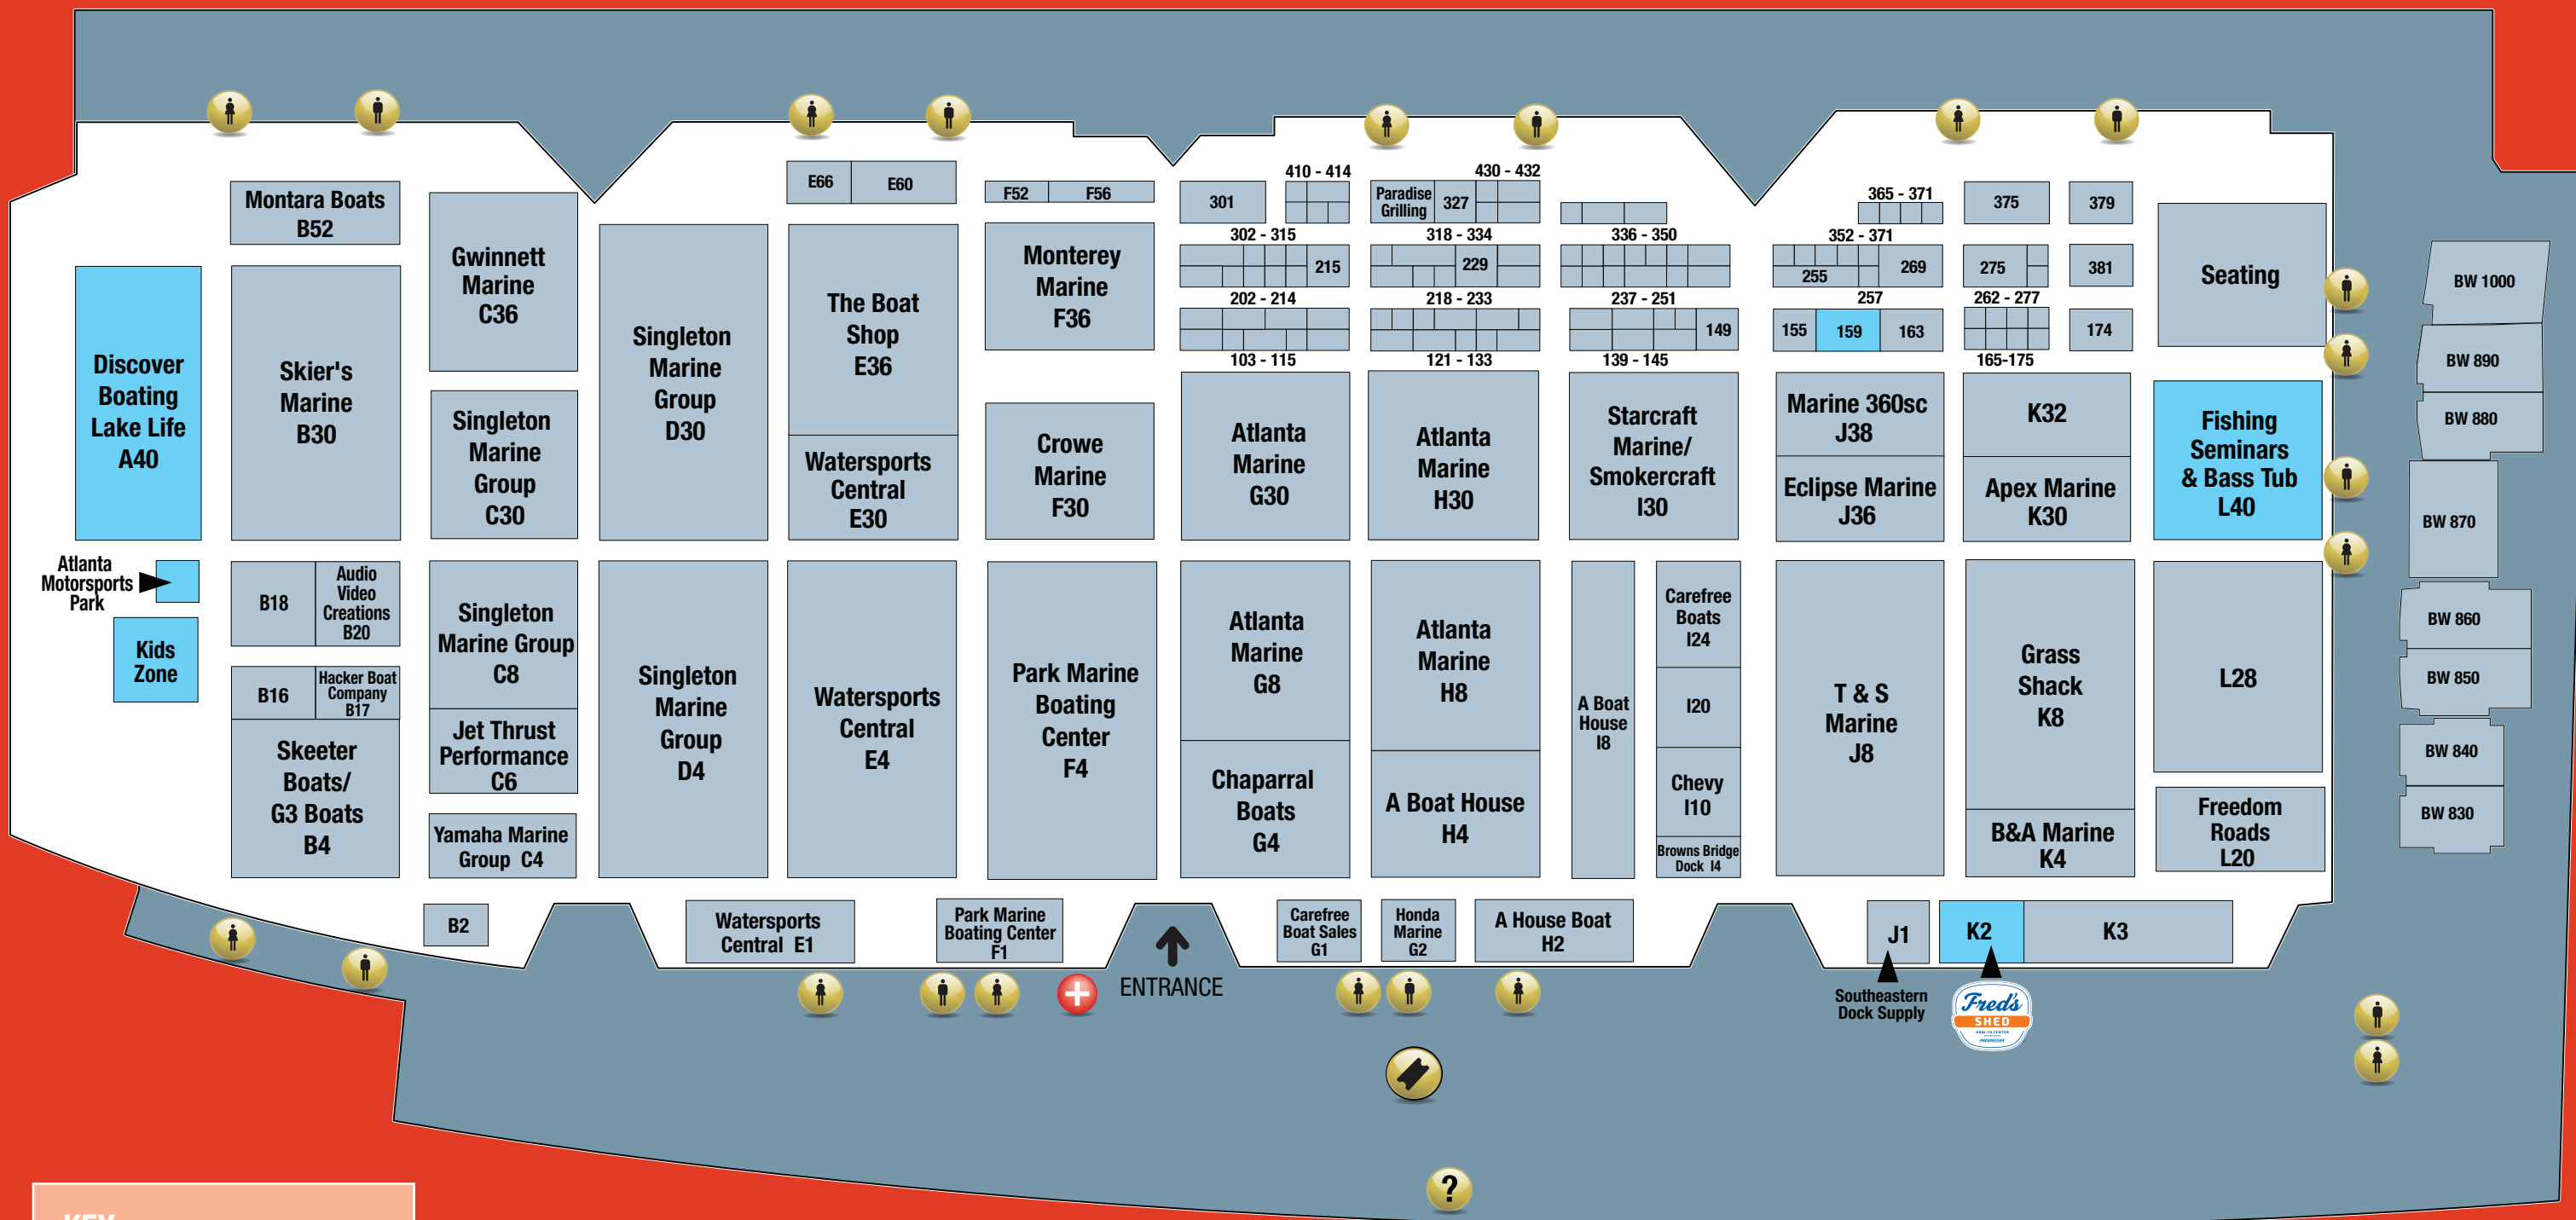 Montara Boats
B52
Discover
Boating
Lake Life
A40
Skier's
Marine
B30
Gwinnett
Marine
C36
Singleton
Marine
Group
C30
Singleton
Marine
Group
D30
E66
E60
The Boat
Shop
E36
Watersports
Central
E30
F52
F56
Monterey
Marine
F36
Crowe
Marine
F30
301
410 - 414
Paradise
Grilling
327
430 - 432
302 - 315
318 - 334
336 - 350
215
229
202 - 214
218 - 233
237 - 251
149
103 - 115
121 - 133
139 - 145
365 - 371
375
379
352 - 371
255
269
275
381
257
262 - 277
155
159
163
174
165-175
Seating
Atlanta
Marine
G30
Atlanta
Marine
H30
Starcraft
Marine/
Smokercraft
I30
Marine 360sc
J38
Eclipse Marine
J36
K32
Apex Marine
K30
Fishing
Seminars
& Bass Tub
L40
Atlanta
Motorsports
Park
Kids
Zone
B18
Audio
Video
Creations
B20
B16
Hacker Boat
Company
B17
Skeeter
Boats/
G3 Boats
B4
Singleton
Marine Group
C8
Jet Thrust
Performance
C6
Yamaha Marine
Group C4
B2
Singleton
Marine
Group
D4
Watersports
Central
E4
Park Marine
Boating
Center
F4
Atlanta
Marine
G8
Chaparral
Boats
G4
Atlanta
Marine
H8
A Boat House
H4
A Boat
House
I8
Carefree
Boats
I24
I20
Chevy
I10
Browns Bridge
Dock I4
T & S
Marine
J8
Grass
Shack
K8
B&A Marine
K4
L28
Freedom
Roads
L20
Watersports
Central E1
Park Marine
Boating Center
F1
ENTRANCE
Carefree
Boat Sales
G1
Honda
Marine
G2
A House Boat
H2
J1
K2
K3
Southeastern
Dock Supply
Fred's
SHED
HOW-TO CENTER
PROGRESSIVE
BW 1000
BW 890
BW 880
BW 870
BW 860
BW 850
BW 840
BW 830
?
KEY